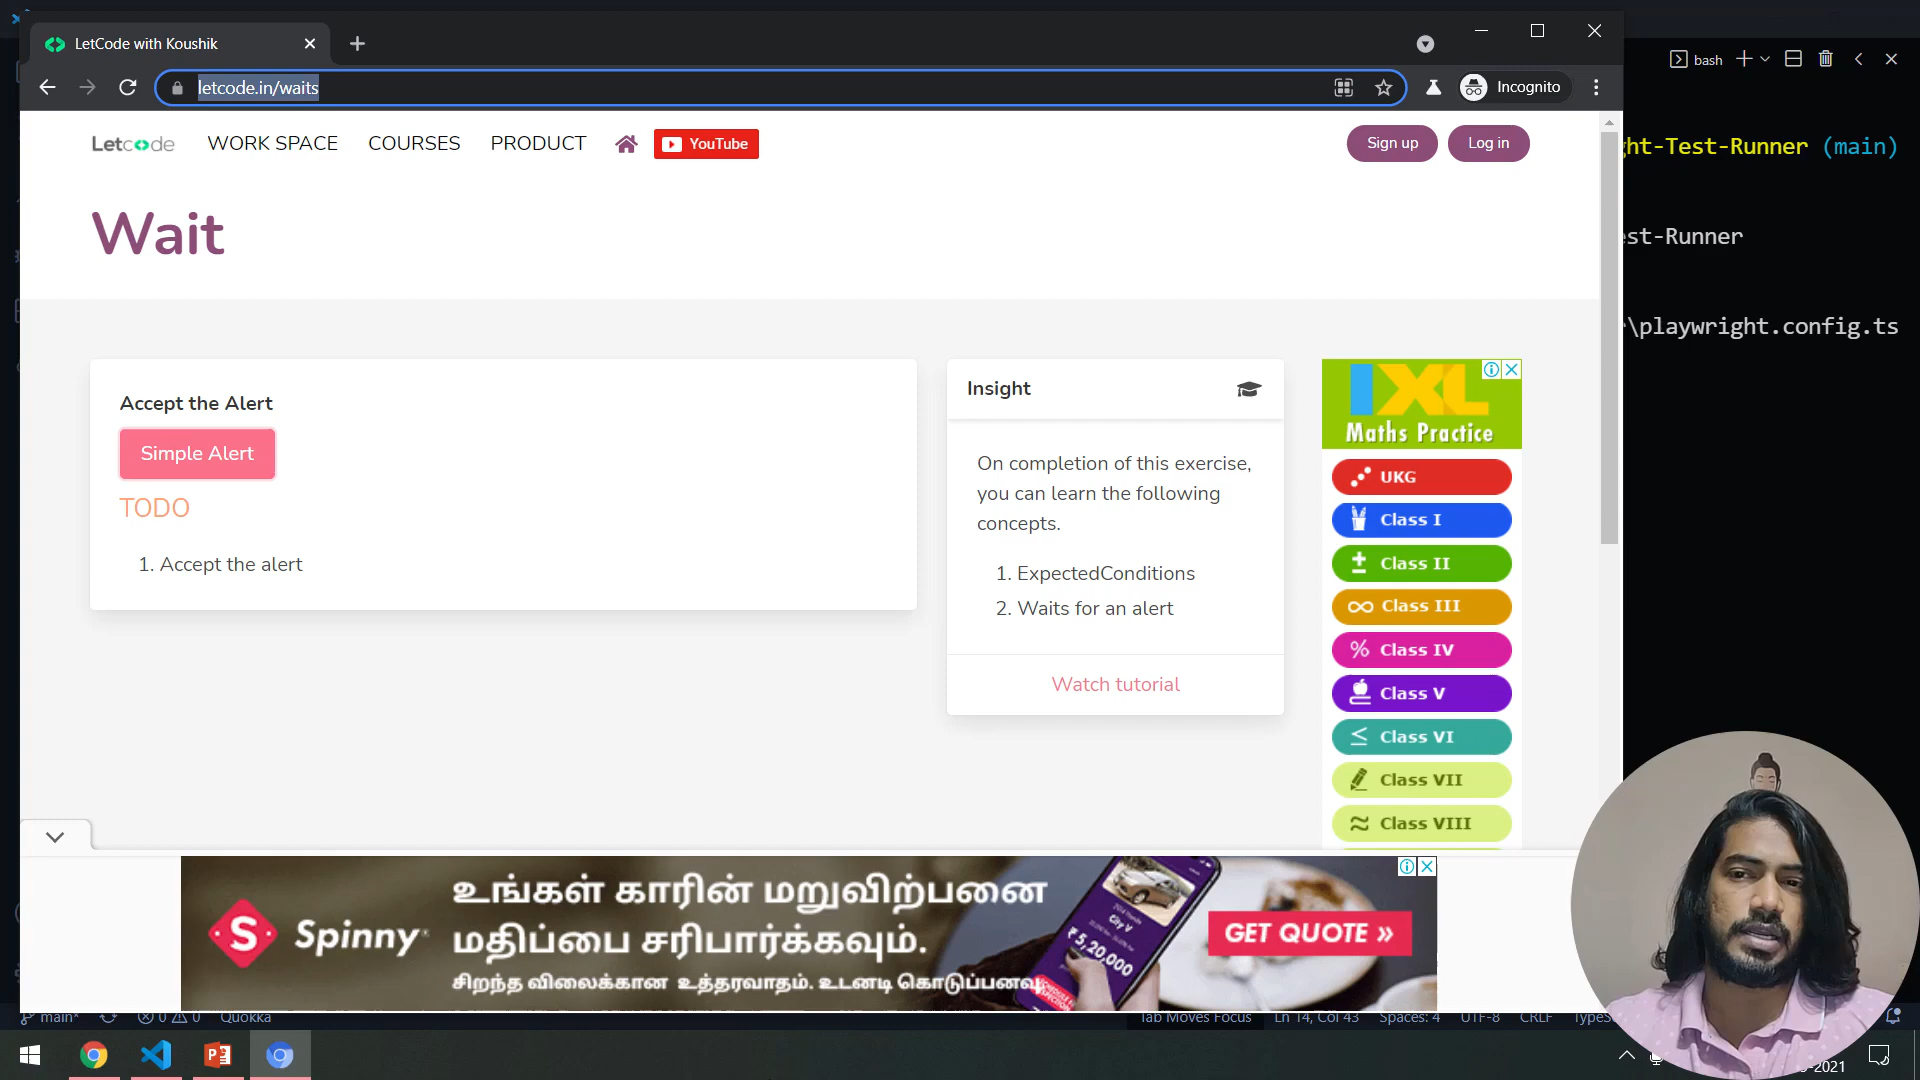 LetCode with Koushik
bash
letcode.in/waits
Incognito
Letcode
WORK SPACE
COURSES
PRODUCT
YouTube
Sign up
Log in
ht-Test-Runner (main)
Wait
st-Runner
\playwright.config.ts
Accept the Alert
Simple Alert
TODO
1. Accept the alert
Insight
On completion of this exercise,
you can learn the following
concepts.
1. ExpectedConditions
2. Waits for an alert
Watch tutorial
IXL
Maths Practice
UKG
Class I
Class II
Class III
Class IV
Class V
Class VI
Class VII
Class VIII
S Spinny
உங்கள் காரின் மறுவிற்பனை
மதிப்பை சரிபார்க்கவும்.
சிறந்த விலைக்கான உத்தரவாதம். உடனடி கொடுப்பனவு
City V
₹ 5,20,000
GET QUOTE »
main*
0
0
Quokka
Tab Moves Focus
Ln 14, Col 43
Spaces: 4
UTF-8
CRLF
TypeSc
-2021